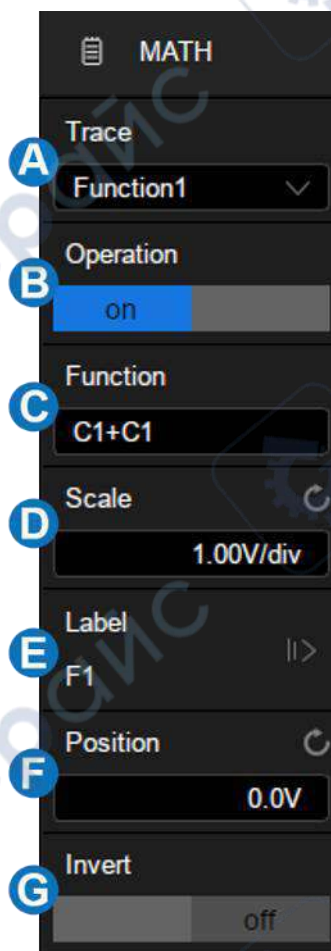 MATH
A
Trace
Function1
B
Operation
on
C
Function
C1+C1
D
Scale
1.00V/div
E
Label
F1
F
Position
0.0V
G
Invert
off